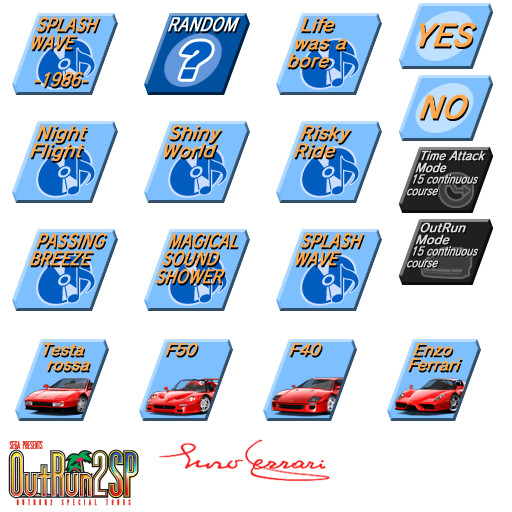 SPLASH
WAVE
-1986-
RANDOM
?
Life
was a
bore
YES
NO
Night
Flight
Shiny
World
Risky
Ride
Time Attack
Mode
15 continuous
course
PASSING
BREEZE
MAGICAL
SOUND
SHOWER
SPLASH
WAVE
OutRun
Mode
15 continuous
course
Testa
rossa
F50
F40
Enzo
Ferrari
SEGA PRESENTS
OutRun2SP
OUTRUN2 SPECIAL TOURS
Enzo Ferrari